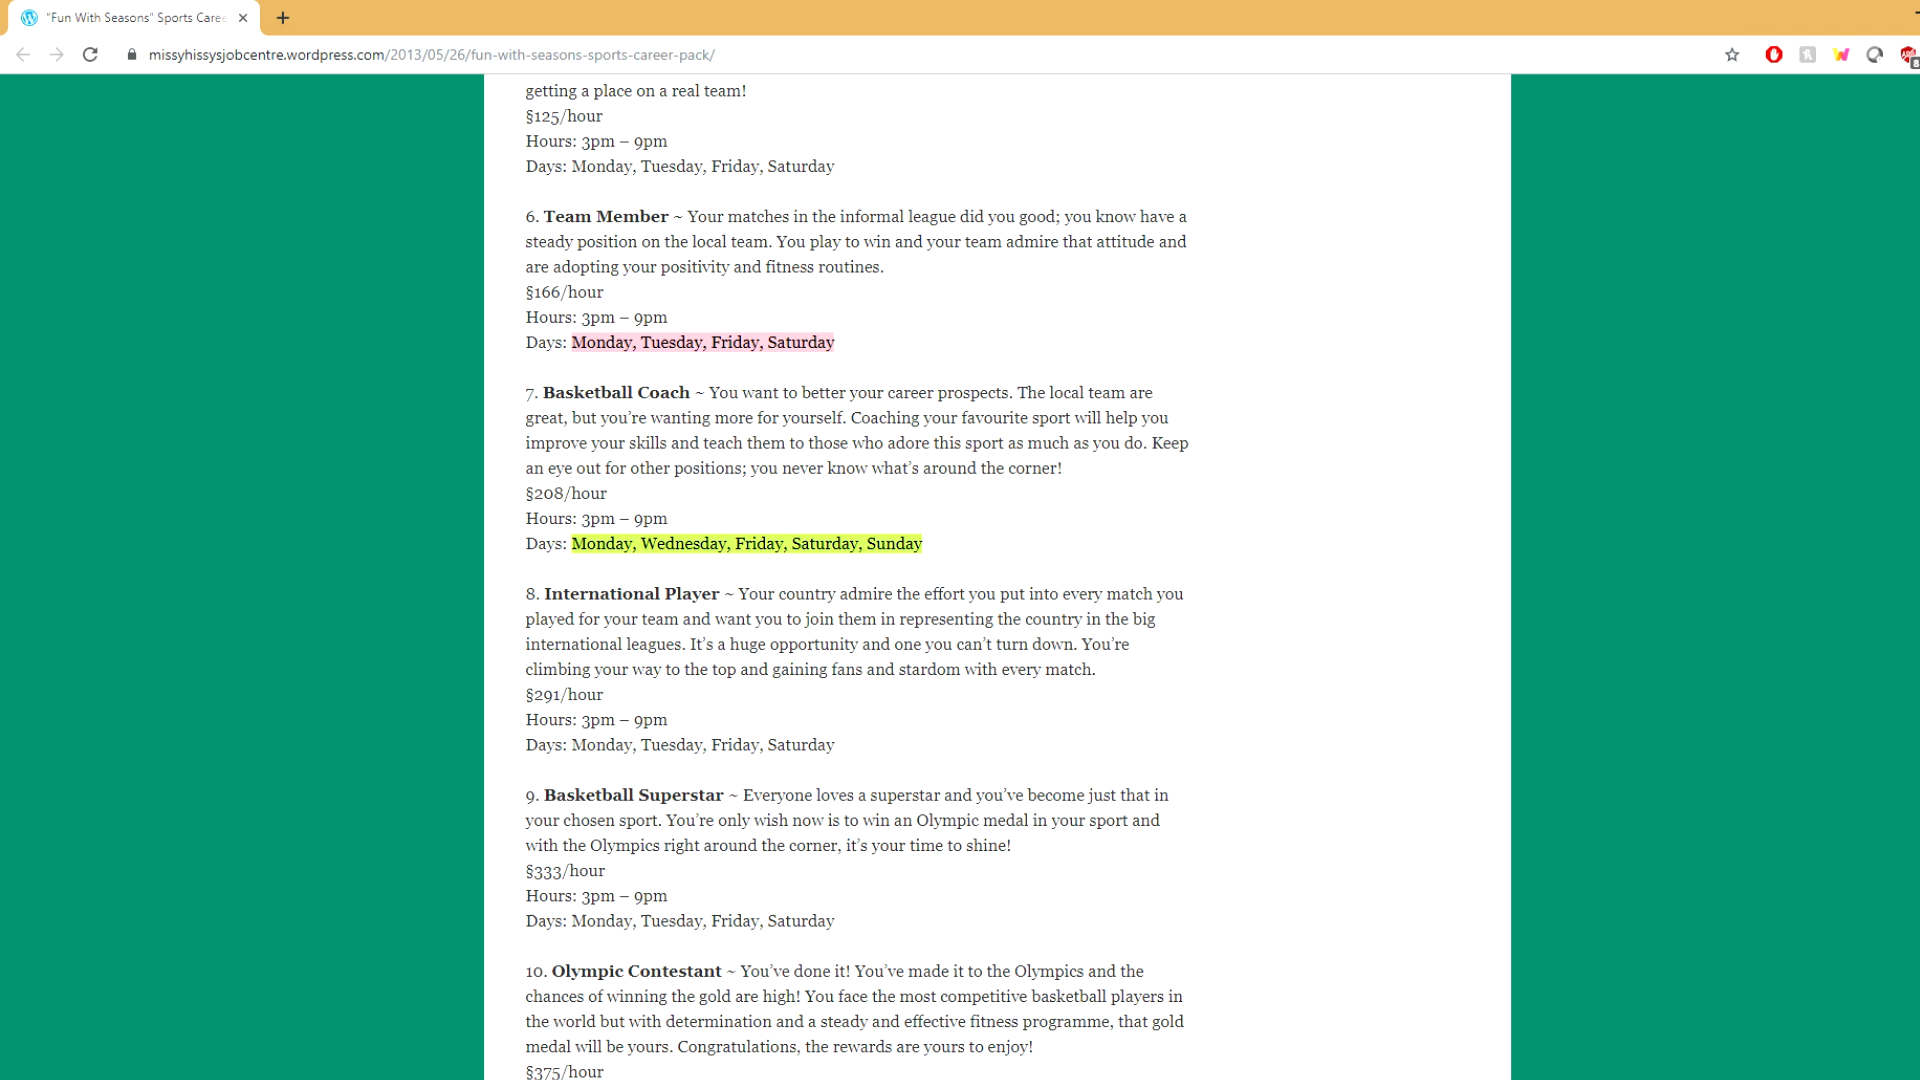 "Fun With Seasons" Sports Caree
missyhissysjobcentre.wordpress.com/2013/05/26/fun-with-seasons-sports-career-pack/
getting a place on a real team!
§125/hour
Hours: 3pm – 9pm
Days: Monday, Tuesday, Friday, Saturday
6. Team Member ~ Your matches in the informal league did you good; you know have a
steady position on the local team. You play to win and your team admire that attitude and
are adopting your positivity and fitness routines.
§166/hour
Hours: 3pm – 9pm
Days: Monday, Tuesday, Friday, Saturday
7. Basketball Coach ~ You want to better your career prospects. The local team are
great, but you’re wanting more for yourself. Coaching your favourite sport will help you
improve your skills and teach them to those who adore this sport as much as you do. Keep
an eye out for other positions; you never know what’s around the corner!
§208/hour
Hours: 3pm – 9pm
Days: Monday, Wednesday, Friday, Saturday, Sunday
8. International Player ~ Your country admire the effort you put into every match you
played for your team and want you to join them in representing the country in the big
international leagues. It’s a huge opportunity and one you can’t turn down. You’re
climbing your way to the top and gaining fans and stardom with every match.
§291/hour
Hours: 3pm – 9pm
Days: Monday, Tuesday, Friday, Saturday
9. Basketball Superstar ~ Everyone loves a superstar and you’ve become just that in
your chosen sport. You’re only wish now is to win an Olympic medal in your sport and
with the Olympics right around the corner, it’s your time to shine!
§333/hour
Hours: 3pm – 9pm
Days: Monday, Tuesday, Friday, Saturday
10. Olympic Contestant ~ You’ve done it! You’ve made it to the Olympics and the
chances of winning the gold are high! You face the most competitive basketball players in
the world but with determination and a steady and effective fitness programme, that gold
medal will be yours. Congratulations, the rewards are yours to enjoy!
§375/hour